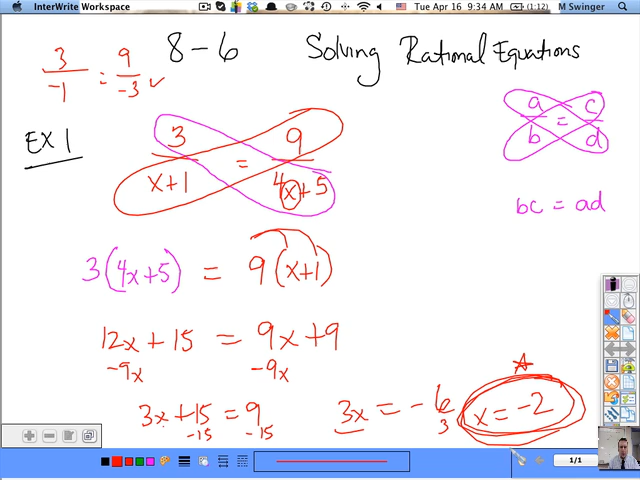 InterWrite Workspace (1:12) Tue Apr 16 9:34 AM M Swinger
8-6 Solving Rational Equations
3/-1 = 9/-3 ✓
EX 1
3/(x+1) = 9/(4x+5)
a/b = c/d
bc = ad
3(4x+5) = 9(x+1)
12x+15 = 9x+9
-9x -9x
3x+15 = 9 3x = -6 x = -2
-15 -15 3
1/1